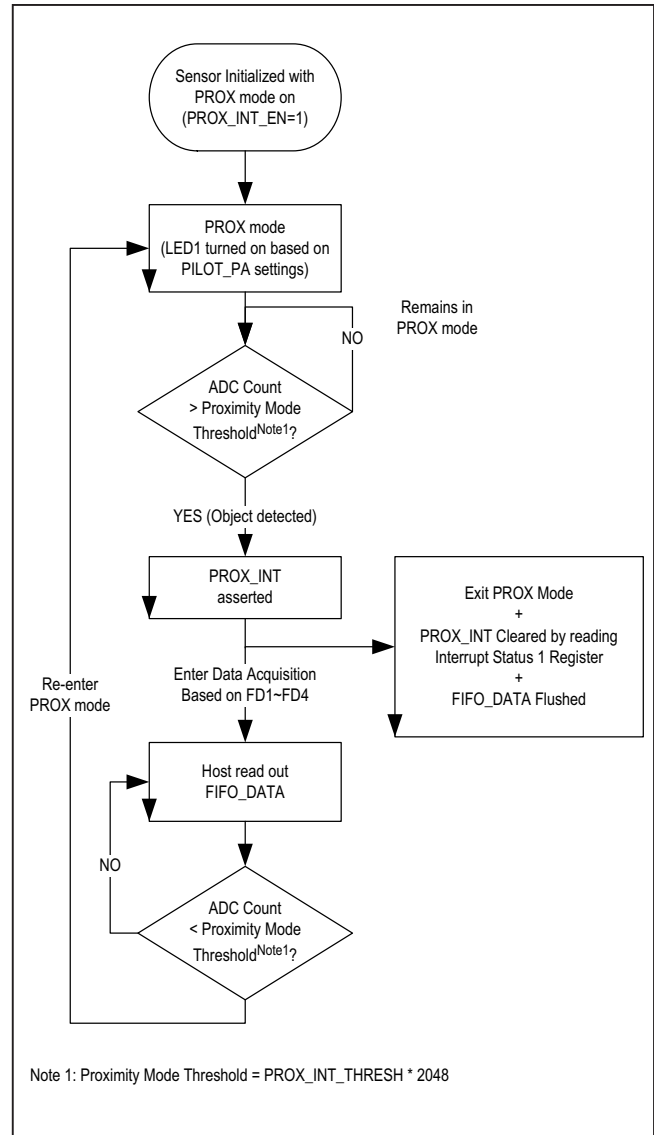 Sensor Initialized with
PROX mode on
(PROX_INT_EN=1)
PROX mode
(LED1 turned on based on
PILOT_PA settings)
Remains in
PROX mode
NO
ADC Count
> Proximity Mode
ThresholdNote1?
YES (Object detected)
PROX_INT
asserted
Exit PROX Mode
+
PROX_INT Cleared by reading
Interrupt Status 1 Register
+
FIFO_DATA Flushed
Re-enter
PROX mode
Enter Data Acquisition
Based on FD1~FD4
Host read out
FIFO_DATA
NO
ADC Count
< Proximity Mode
ThresholdNote1?
Note 1: Proximity Mode Threshold = PROX_INT_THRESH * 2048